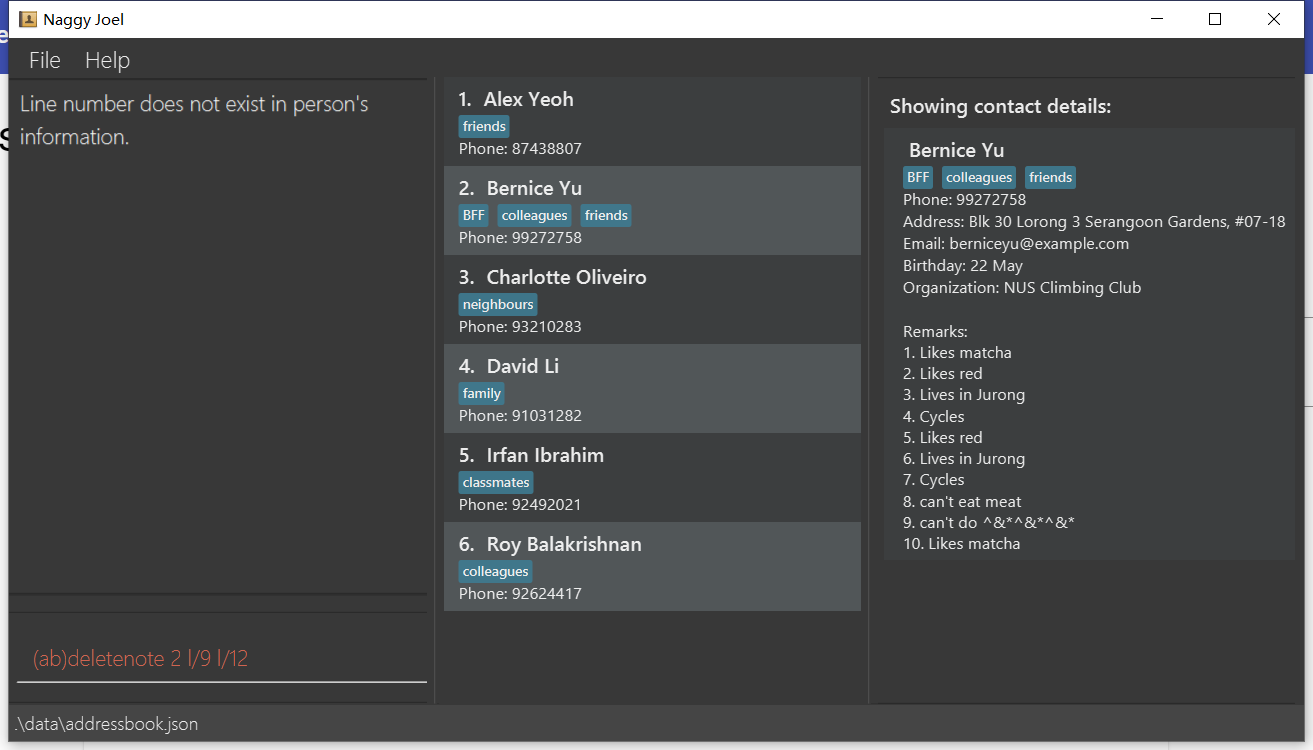 Naggy Joel
File Help
Line number does not exist in person's
information.
(ab)deletenote 2 l/9 l/12
.\data\addressbook.json
1. Alex Yeoh
friends
Phone: 87438807
2. Bernice Yu
BFF colleagues friends
Phone: 99272758
3. Charlotte Oliveiro
neighbours
Phone: 93210283
4. David Li
family
Phone: 91031282
5. Irfan Ibrahim
classmates
Phone: 92492021
6. Roy Balakrishnan
colleagues
Phone: 92624417
Showing contact details:
Bernice Yu
BFF colleagues friends
Phone: 99272758
Address: Blk 30 Lorong 3 Serangoon Gardens, #07-18
Email: berniceyu@example.com
Birthday: 22 May
Organization: NUS Climbing Club
Remarks:
1. Likes matcha
2. Likes red
3. Lives in Jurong
4. Cycles
5. Likes red
6. Lives in Jurong
7. Cycles
8. can't eat meat
9. can't do ^&*^&*^&*
10. Likes matcha